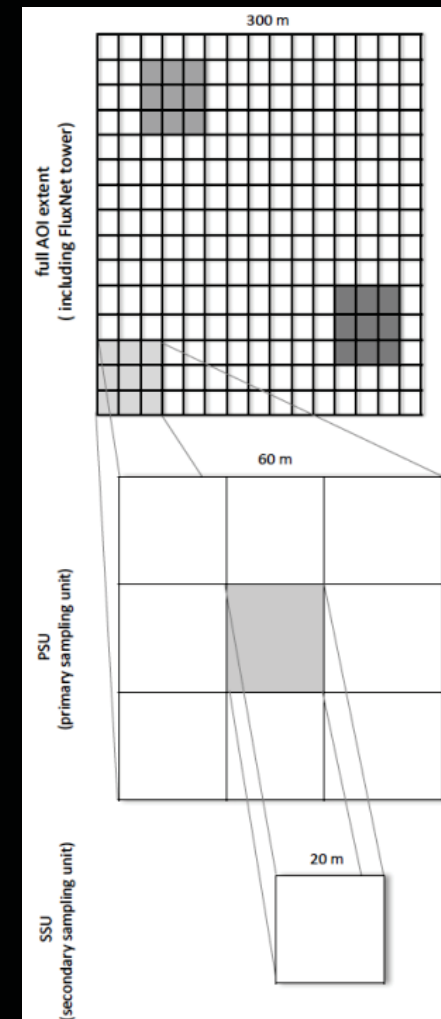 300 m
full AOI extent
( including FluxNet tower)
60 m
PSU
(primary sampling unit)
20 m
SSU
(secondary sampling unit)